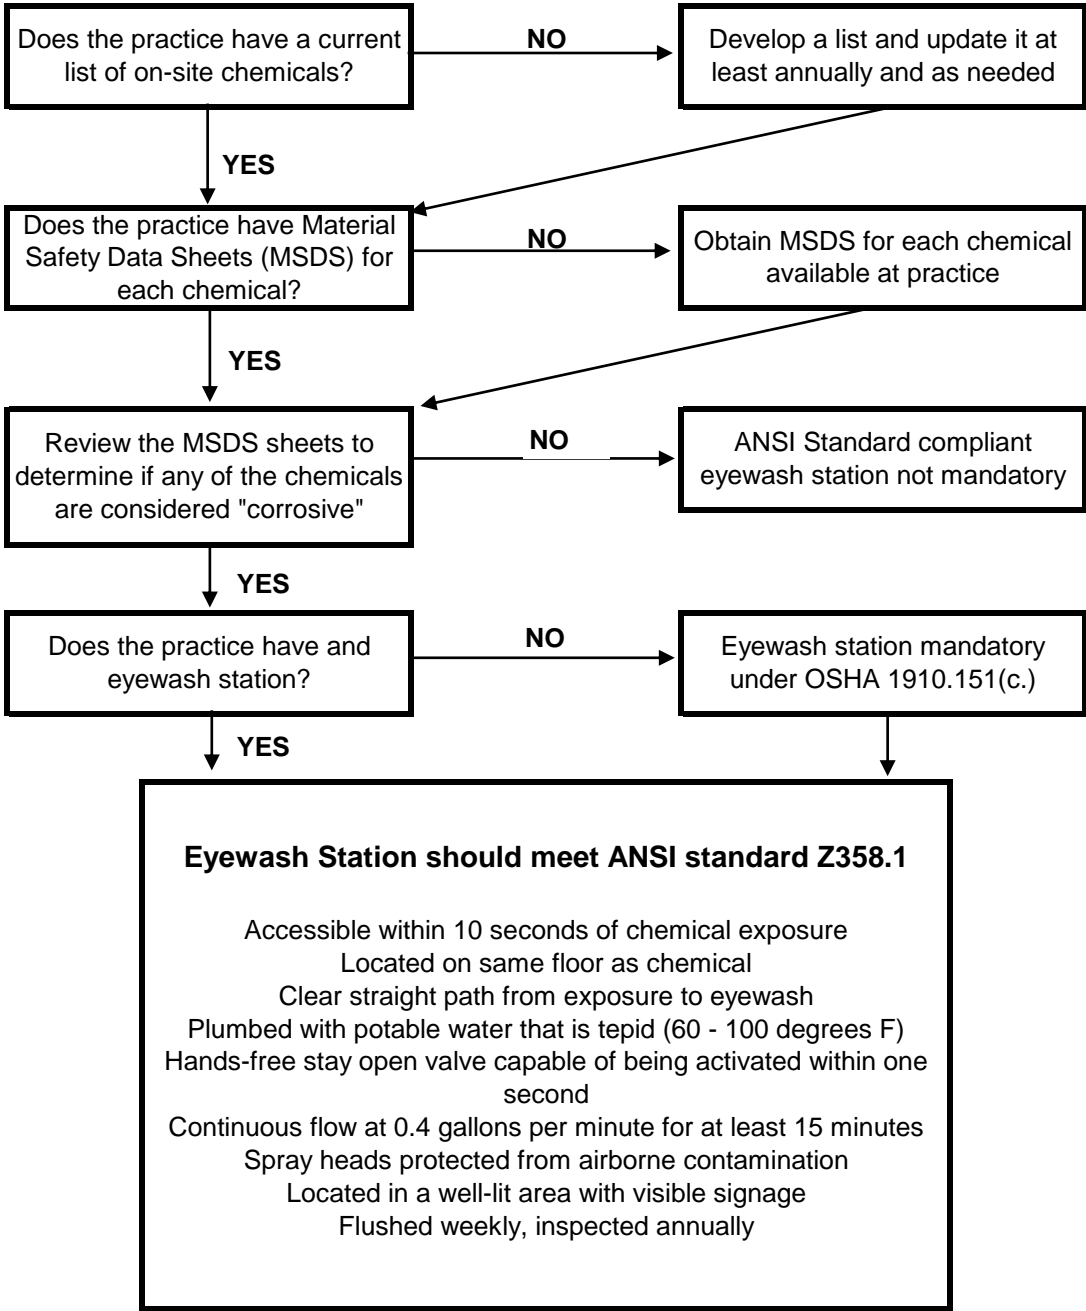 Does the practice have a current
list of on-site chemicals?
NO
Develop a list and update it at
least annually and as needed
YES
Does the practice have Material
Safety Data Sheets (MSDS) for
each chemical?
NO
Obtain MSDS for each chemical
available at practice
YES
Review the MSDS sheets to
determine if any of the chemicals
are considered "corrosive"
NO
ANSI Standard compliant
eyewash station not mandatory
YES
Does the practice have and
eyewash station?
NO
Eyewash station mandatory
under OSHA 1910.151(c.)
YES
Eyewash Station should meet ANSI standard Z358.1
Accessible within 10 seconds of chemical exposure
Located on same floor as chemical
Clear straight path from exposure to eyewash
Plumbed with potable water that is tepid (60 - 100 degrees F)
Hands-free stay open valve capable of being activated within one
second
Continuous flow at 0.4 gallons per minute for at least 15 minutes
Spray heads protected from airborne contamination
Located in a well-lit area with visible signage
Flushed weekly, inspected annually